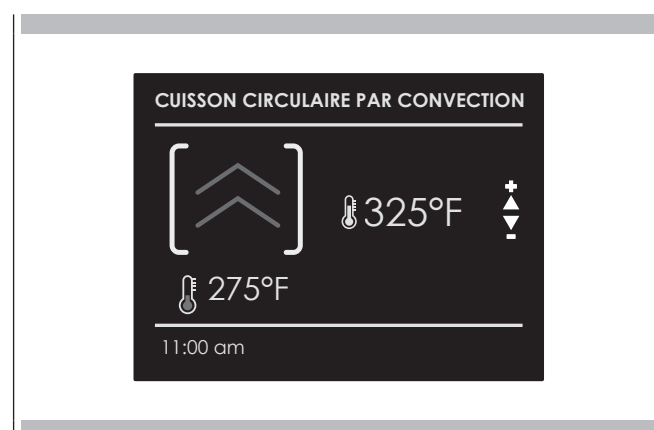 CUISSON CIRCULAIRE PAR CONVECTION
325°F
+
-
275°F
11:00 am